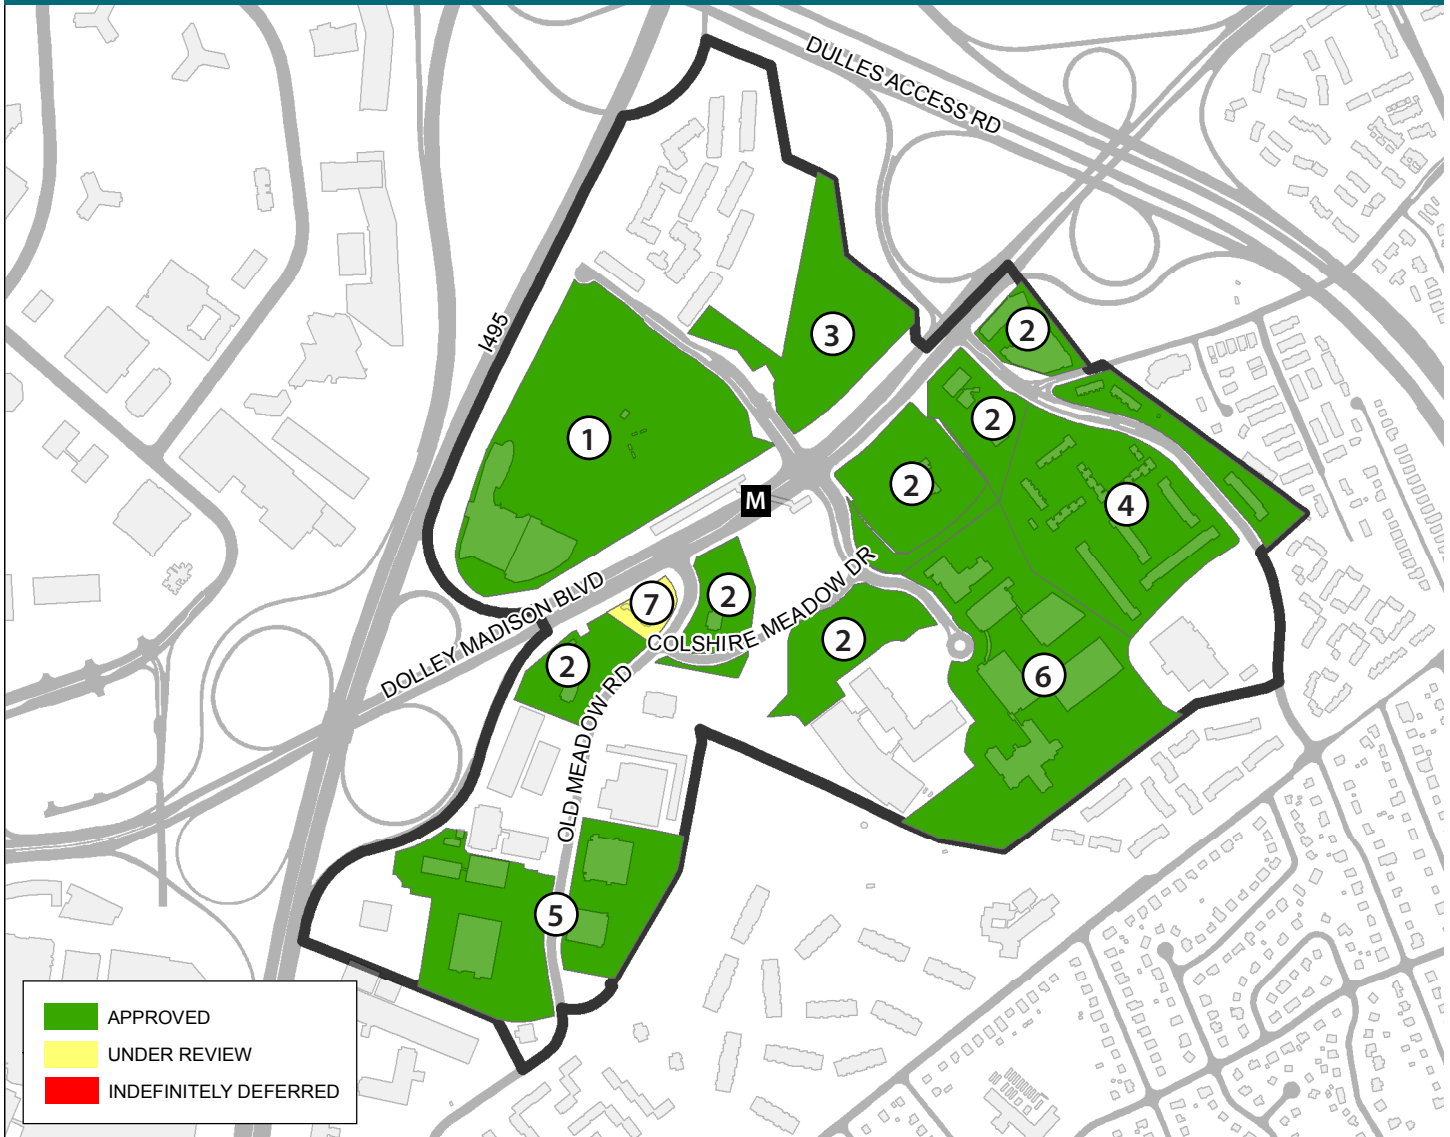 DULLES ACCESS RD
I495
3
2
2
1
2
M
4
7
2
COLSHIRE MEADOW DR
DOLLEY MADISON BLVD
2
2
6
OLD MEADOW RD
5
APPROVED
UNDER REVIEW
INDEFINITELY DEFERRED